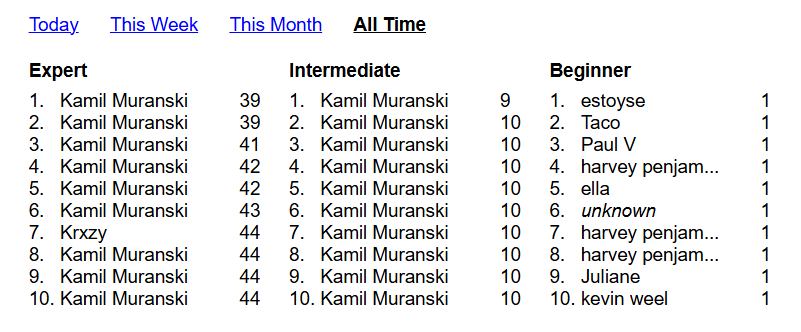 Today This Week This Month All Time
Expert Intermediate Beginner
1. Kamil Muranski 39 1. Kamil Muranski 9 1. estoyse 1
2. Kamil Muranski 39 2. Kamil Muranski 10 2. Taco 1
3. Kamil Muranski 41 3. Kamil Muranski 10 3. Paul V 1
4. Kamil Muranski 42 4. Kamil Muranski 10 4. harvey penjam... 1
5. Kamil Muranski 42 5. Kamil Muranski 10 5. ella 1
6. Kamil Muranski 43 6. Kamil Muranski 10 6. unknown 1
7. Krxzy 44 7. Kamil Muranski 10 7. harvey penjam... 1
8. Kamil Muranski 44 8. Kamil Muranski 10 8. harvey penjam... 1
9. Kamil Muranski 44 9. Kamil Muranski 10 9. Juliane 1
10. Kamil Muranski 44 10. Kamil Muranski 10 10. kevin weel 1